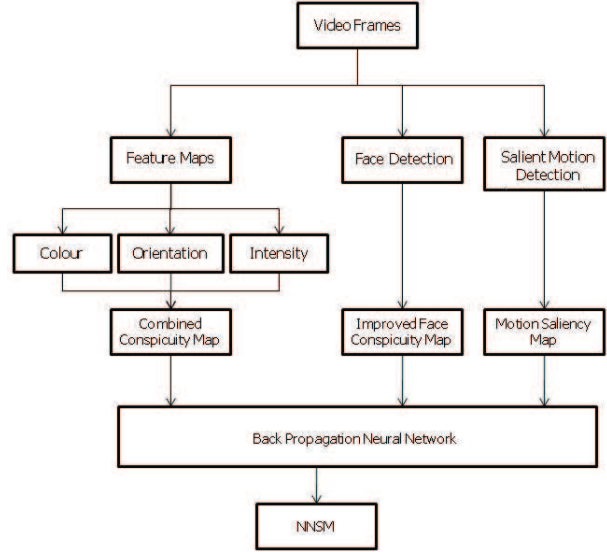 Video Frames
Feature Maps
Face Detection
Salient Motion
Detection
Colour
Orientation
Intensity
Combined
Conspicuity Map
Improved Face
Conspicuity Map
Motion Saliency
Map
Back Propagation Neural Network
NNSM